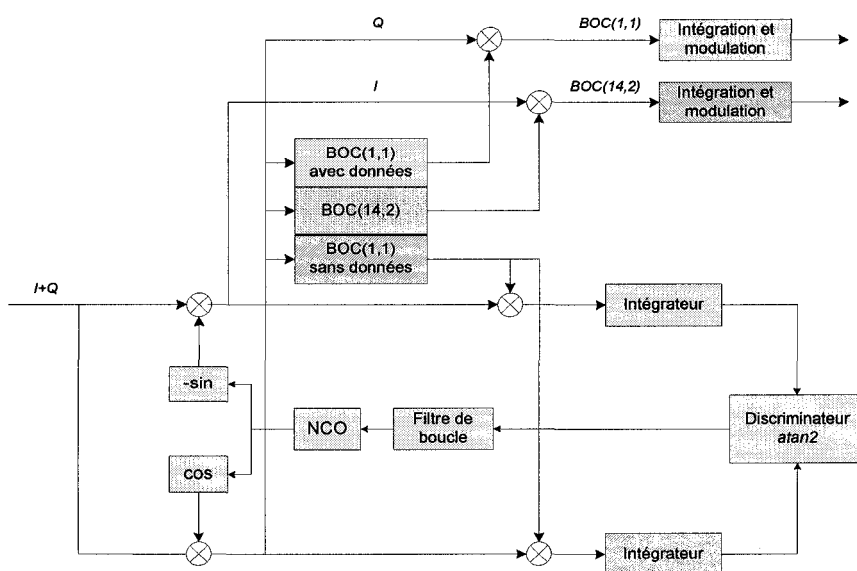 Q
BOC(1,1)
Intégration et
modulation
I
BOC(14,2)
Intégration et
modulation
BOC(1,1)
avec données
BOC(14,2)
BOC(1,1)
sans données
I+Q
Intégrateur
-sin
NCO
Filtre de
boucle
Discriminateur
atan2
cos
Intégrateur